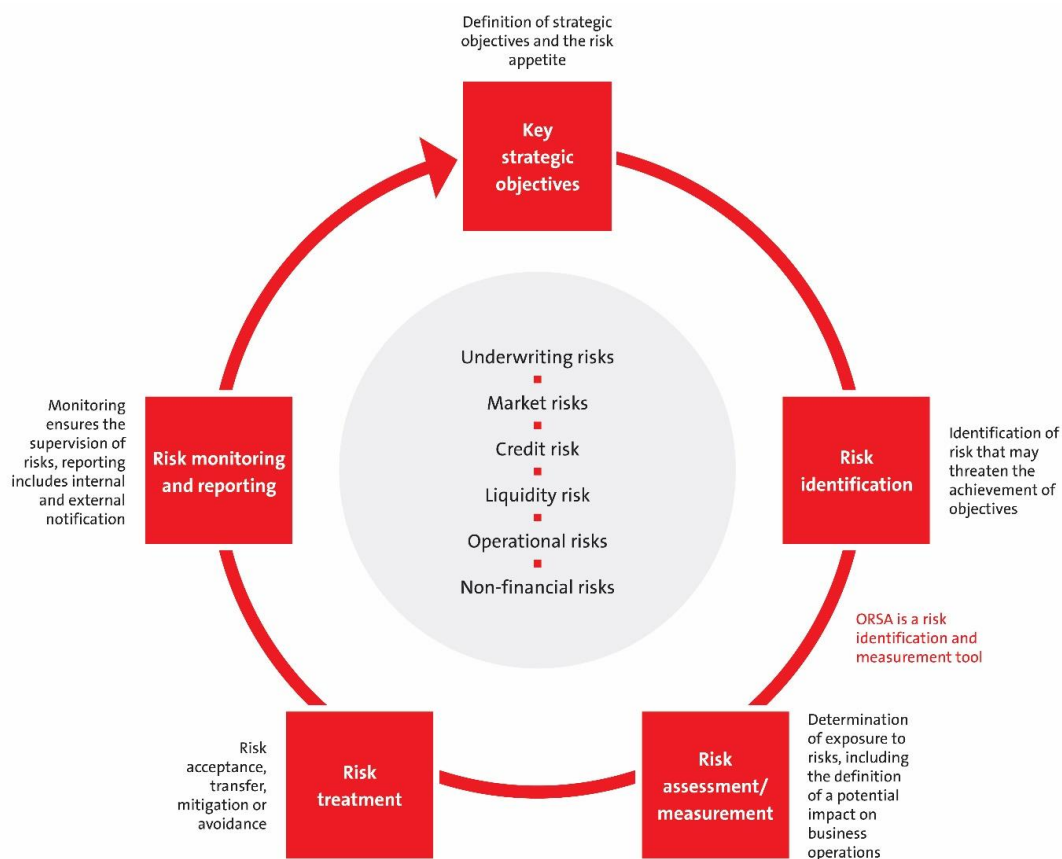 Definition of strategic
objectives and the risk
appetite
Key
strategic
objectives
Underwriting risks
Market risks
Credit risk
Liquidity risk
Operational risks
Non-financial risks
Monitoring
ensures the
supervision of
risks, reporting
includes internal
and external
notification
Risk monitoring
and reporting
Risk
identification
Identification of
risk that may
threaten the
achievement of
objectives
ORSA is a risk
identification and
measurement tool
Risk
acceptance,
transfer,
mitigation or
avoidance
Risk
treatment
Risk
assessment/
measurement
Determination
of exposure to
risks, including
the definition
of a potential
impact on
business
operations